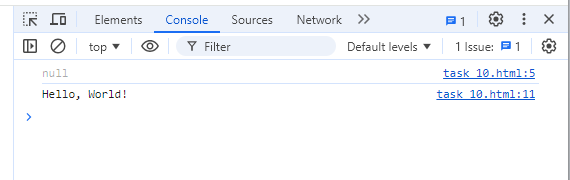 Elements Console Sources Network 1
top Filter Default levels 1 Issue: 1
null task 10.html:5
Hello, World! task 10.html:11